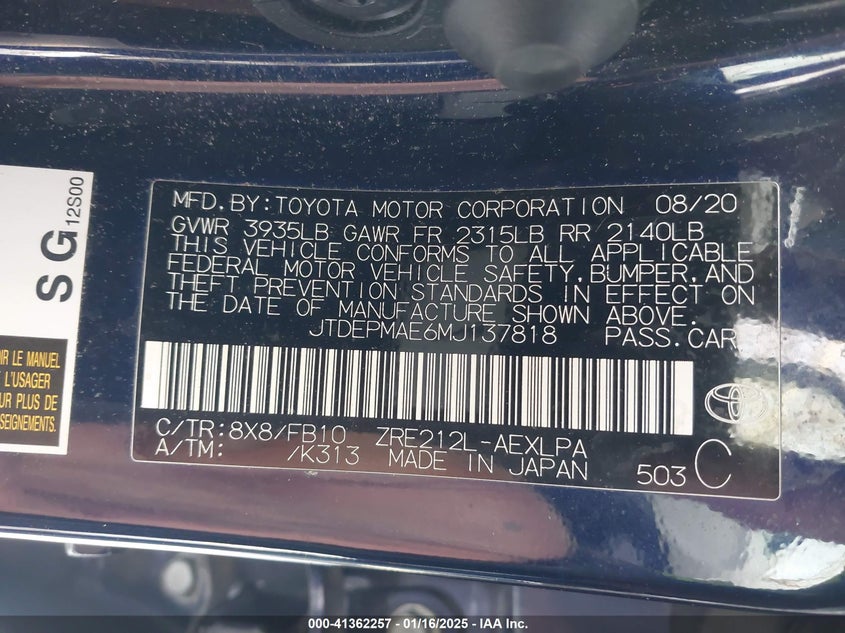 MFD.BY:TOYOTA MOTOR CORPORATION 08/20
GVWR 3935LB GAWR FR 2315LB RR 2140LB
THIS VEHICLE CONFORMS TO ALL APPLICABLE
FEDERAL MOTOR VEHICLE SAFETY,BUMPER,AND
THEFT PREVENTION STANDARDS IN EFFECT ON
THE DATE OF MANUFACTURE SHOWN ABOVE.
JTDEPMAE6MJ137818 PASS.CAR
C/TR:8X8/FB10 ZRE212L-AEXLPA
A/TM: /K313 MADE IN JAPAN 503 C
SG 12S00
LE MANUEL
L'USAGER
PLUS DE
000-41362257 - 01/16/2025 - IAA Inc.